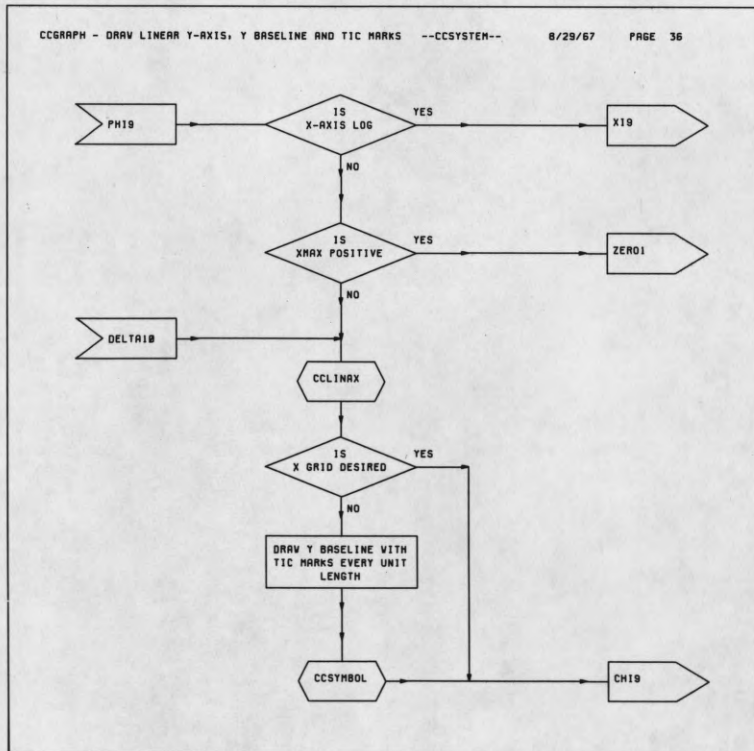 CCGRAPH - DRAW LINEAR Y-AXIS, Y BASELINE AND TIC MARKS --CCSYSTEM-- 8/29/67 PAGE 36
PHI9
IS
X-AXIS LOG
YES
XI9
NO
IS
XMAX POSITIVE
YES
ZERO1
NO
DELTA10
CCLINAX
IS
X GRID DESIRED
YES
NO
DRAW Y BASELINE WITH
TIC MARKS EVERY UNIT
LENGTH
CCSYMBOL
CHI9